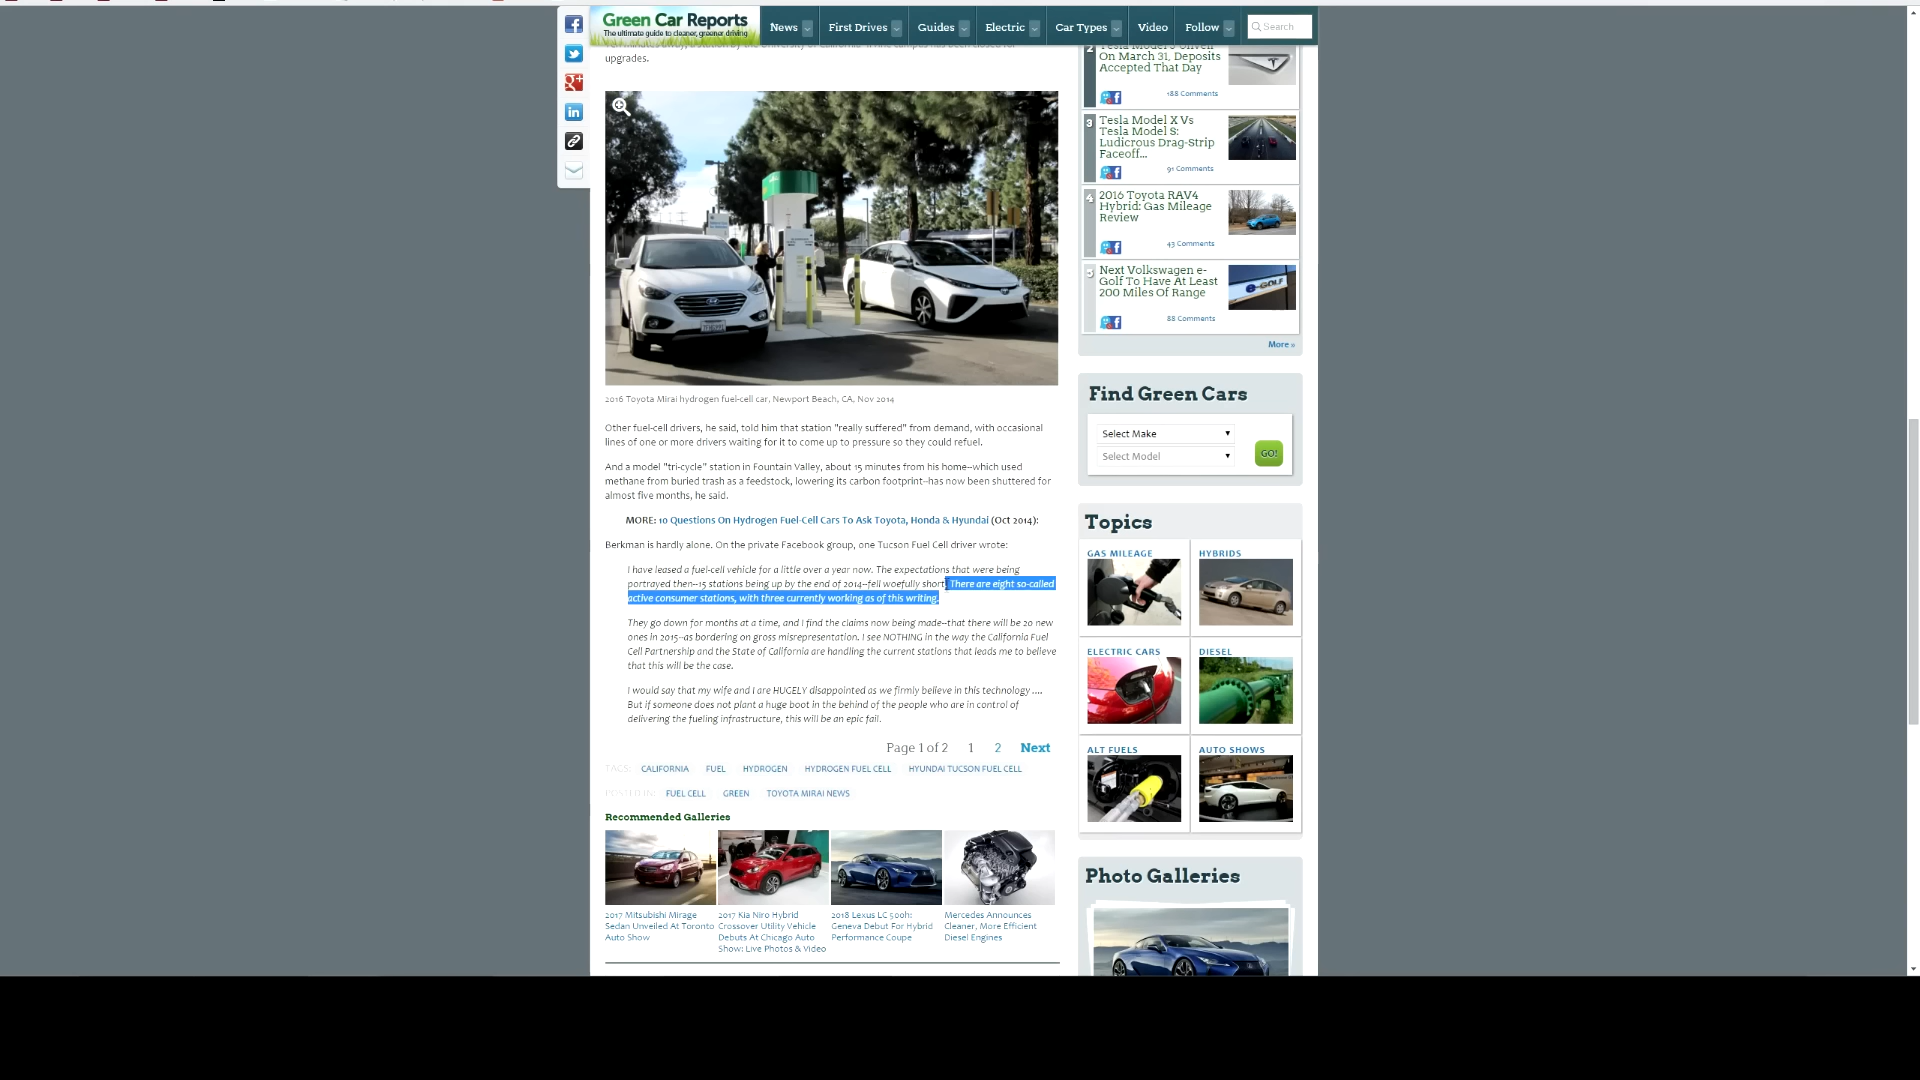 Green Car Reports
The ultimate guide to cleaner, greener driving
News
First Drives
Guides
Electric
Car Types
Video
Follow
Search
upgrades.
2016 Toyota Mirai hydrogen fuel-cell car, Newport Beach, CA, Nov 2014
Other fuel-cell drivers, he said, told him that station "really suffered" from demand, with occasional
lines of one or more drivers waiting for it to come up to pressure so they could refuel.
And a model "tri-cycle" station in Fountain Valley, about 15 minutes from his home--which used
methane from buried trash as a feedstock, lowering its carbon footprint--has now been shuttered for
almost five months, he said.
MORE: 10 Questions On Hydrogen Fuel-Cell Cars To Ask Toyota, Honda & Hyundai (Oct 2014):
Berkman is hardly alone. On the private Facebook group, one Tucson Fuel Cell driver wrote:
I have leased a fuel-cell vehicle for a little over a year now. The expectations that were being
portrayed then--15 stations being up by the end of 2014--fell woefully short. There are eight so-called
active consumer stations, with three currently working as of this writing.
They go down for months at a time, and I find the claims now being made--that there will be 20 new
ones in 2015--as bordering on gross misrepresentation. I see NOTHING in the way the California Fuel
Cell Partnership and the State of California are handling the current stations that leads me to believe
that this will be the case.
I would say that my wife and I are HUGELY disappointed as we firmly believe in this technology ....
But if someone does not plant a huge boot in the behind of the people who are in control of
delivering the fueling infrastructure, this will be an epic fail.
Page 1 of 2 1 2 Next
TAGS: CALIFORNIA FUEL HYDROGEN HYDROGEN FUEL CELL HYUNDAI TUCSON FUEL CELL
POSTED IN: FUEL CELL GREEN TOYOTA MIRAI NEWS
Recommended Galleries
2017 Mitsubishi Mirage
Sedan Unveiled At Toronto
Auto Show
2017 Kia Niro Hybrid
Crossover Utility Vehicle
Debuts At Chicago Auto
Show: Live Photos & Video
2018 Lexus LC 500h:
Geneva Debut For Hybrid
Performance Coupe
Mercedes Announces
Cleaner, More Efficient
Diesel Engines
2
On March 31, Deposits
Accepted That Day
188 Comments
3
Tesla Model X Vs
Tesla Model S:
Ludicrous Drag-Strip
Faceoff...
91 Comments
4
2016 Toyota RAV4
Hybrid: Gas Mileage
Review
43 Comments
5
Next Volkswagen e-
Golf To Have At Least
200 Miles Of Range
e-GOLF
88 Comments
More »
Find Green Cars
Select Make
Select Model
GO!
Topics
GAS MILEAGE
HYBRIDS
ELECTRIC CARS
DIESEL
ALT FUELS
AUTO SHOWS
Photo Galleries